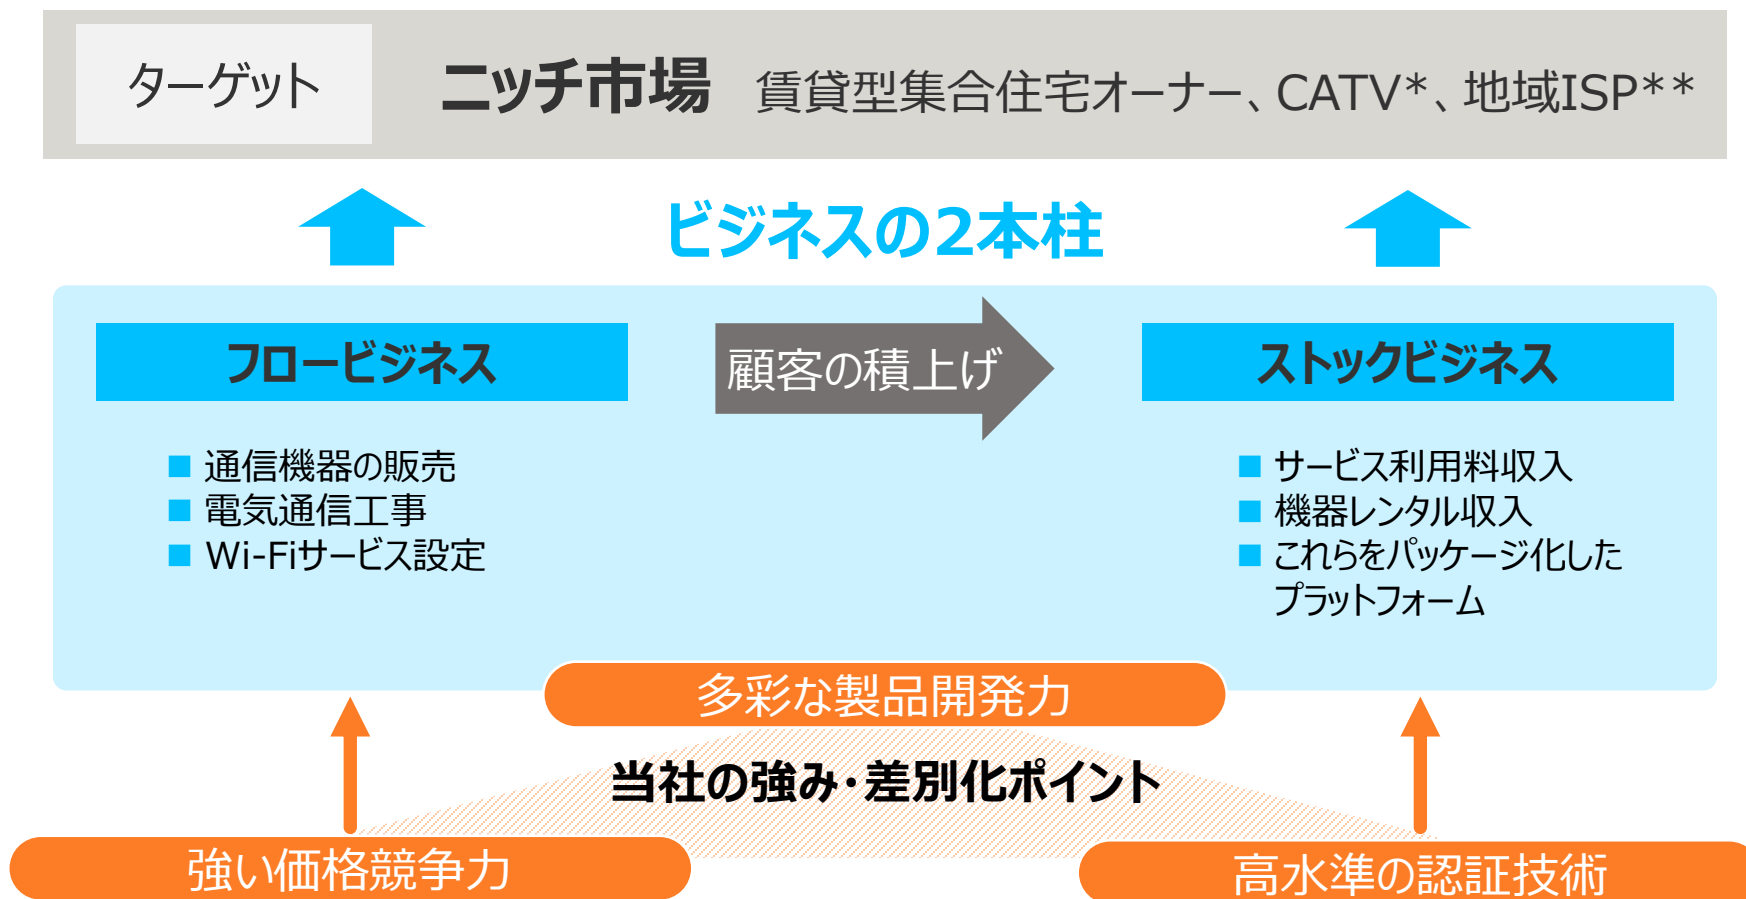 ターゲット
ニッチ市場 賃貸型集合住宅オーナー、CATV*、地域ISP**
ビジネスの2本柱
フロービジネス
顧客の積上げ
ストックビジネス
■ 通信機器の販売
■ 電気通信工事
■ Wi-Fiサービス設定
■ サービス利用料収入
■ 機器レンタル収入
■ これらをパッケージ化した
プラットフォーム
多彩な製品開発力
当社の強み・差別化ポイント
強い価格競争力
高水準の認証技術